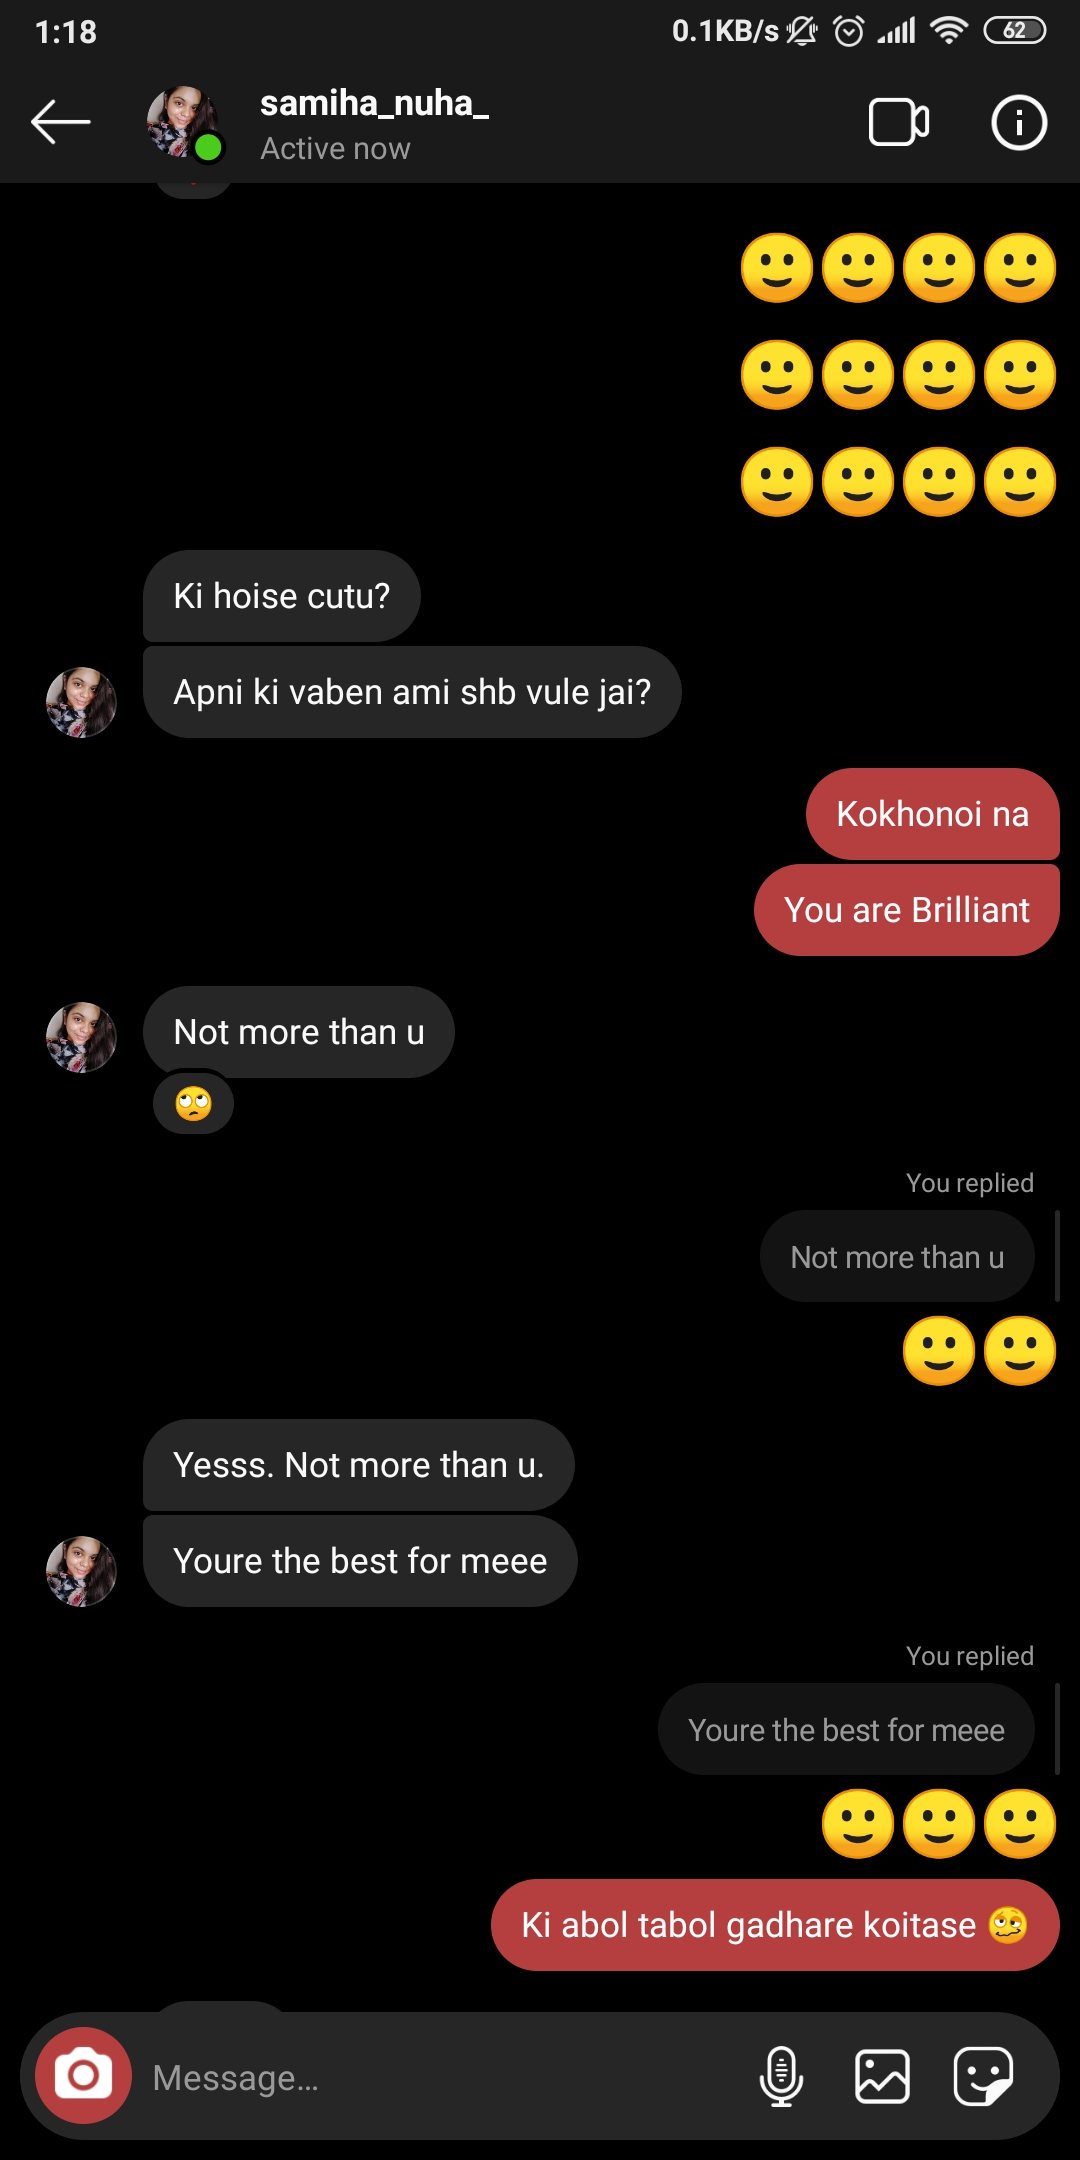 1:18 0.1KB/s 62
samiha_nuha_
Active now
🙂🙂🙂🙂
🙂🙂🙂🙂
🙂🙂🙂🙂
Ki hoise cutu?
Apni ki vaben ami shb vule jai?
Kokhonoi na
You are Brilliant
Not more than u
🙄
You replied
Not more than u
🙂🙂
Yesss. Not more than u.
Youre the best for meee
You replied
Youre the best for meee
🙂🙂🙂
Ki abol tabol gadhare koitase 🥴
Message...